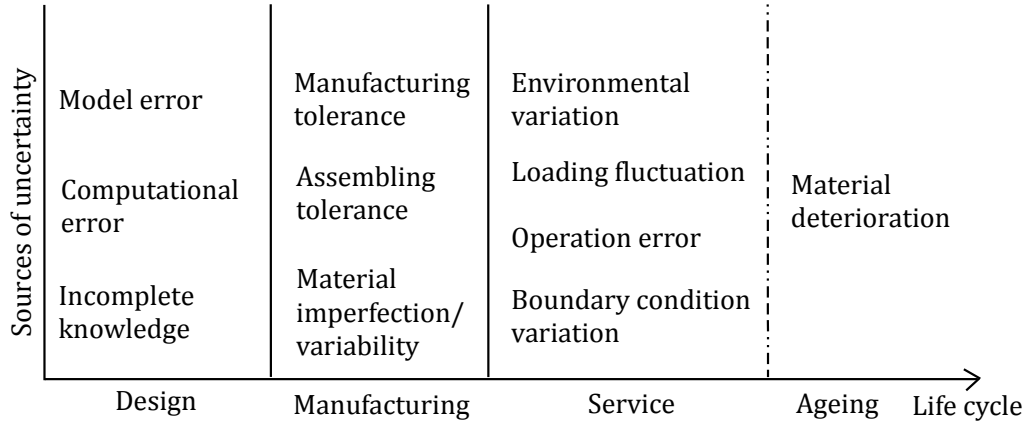 Sources of uncertainty
Model error
Computational
error
Incomplete
knowledge
Manufacturing
tolerance
Assembling
tolerance
Material
imperfection/
variability
Environmental
variation
Loading fluctuation
Operation error
Boundary condition
variation
Material
deterioration
Design
Manufacturing
Service
Ageing
Life cycle